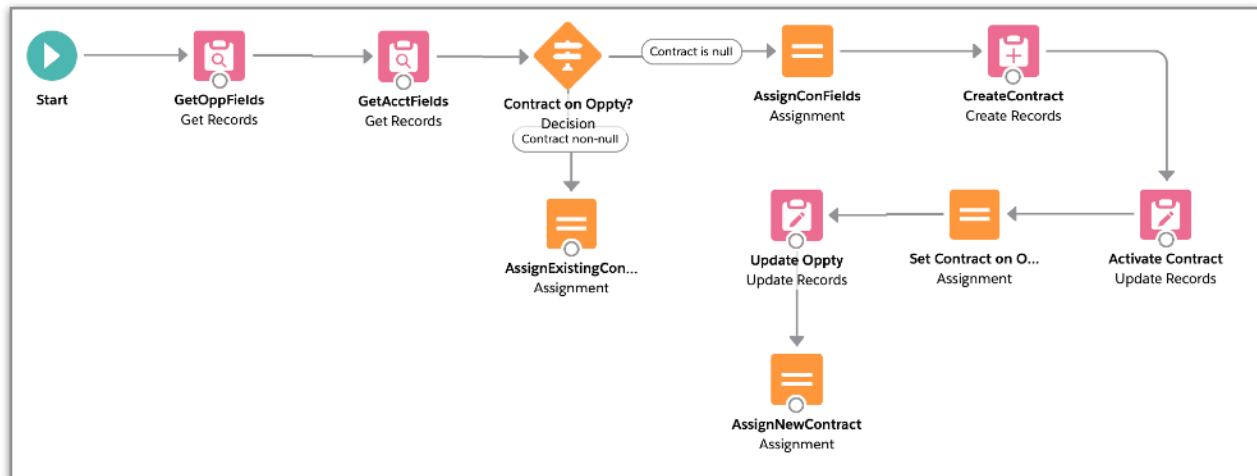 Start
GetOppFields
Get Records
GetAcctFields
Get Records
Contract on Oppty?
Decision
Contract is null
Contract non-null
AssignConFields
Assignment
CreateContract
Create Records
AssignExistingCon...
Assignment
Update Oppty
Update Records
Set Contract on O...
Assignment
Activate Contract
Update Records
AssignNewContract
Assignment